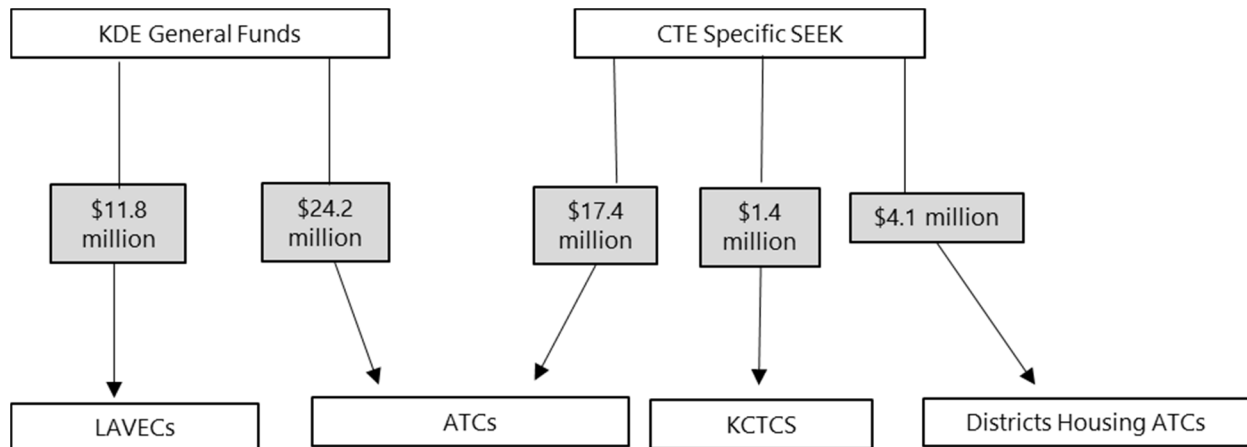 KDE General Funds
CTE Specific SEEK
$11.8
million
$24.2
million
$17.4
million
$1.4
million
$4.1 million
LAVECs
ATCs
KCTCS
Districts Housing ATCs